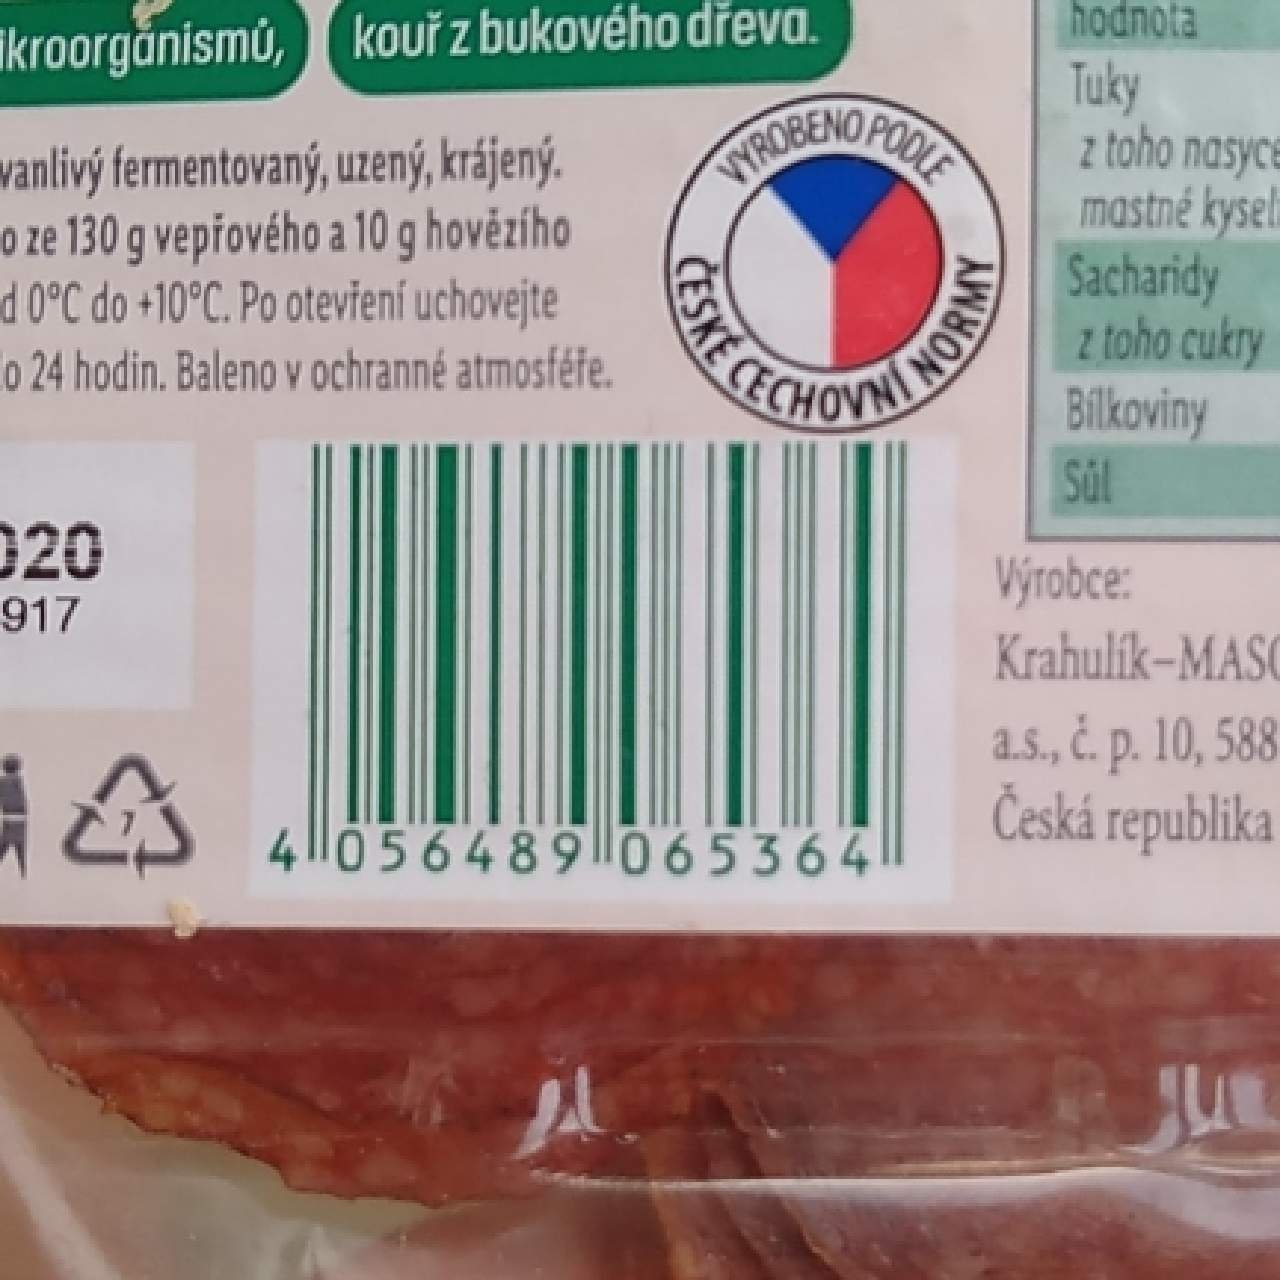 ikroorganismů,
kouř z bukového dřeva.
vanlivý fermentovaný, uzený, krájený.
o ze 130 g vepřového a 10 g hovězího
d 0°C do +10°C. Po otevření uchovejte
do 24 hodin. Baleno v ochranné atmosféře.
VYROBENO PODLE
ČESKÉ CECHOVNÍ NORMY
hodnota
Tuky
z toho nasyce
mastné kysel
Sacharidy
z toho cukry
Bílkoviny
Sůl
020
917
7
4 056489 065364
Výrobce:
Krahulík–MASO
a.s., č. p. 10, 588
Česká republika